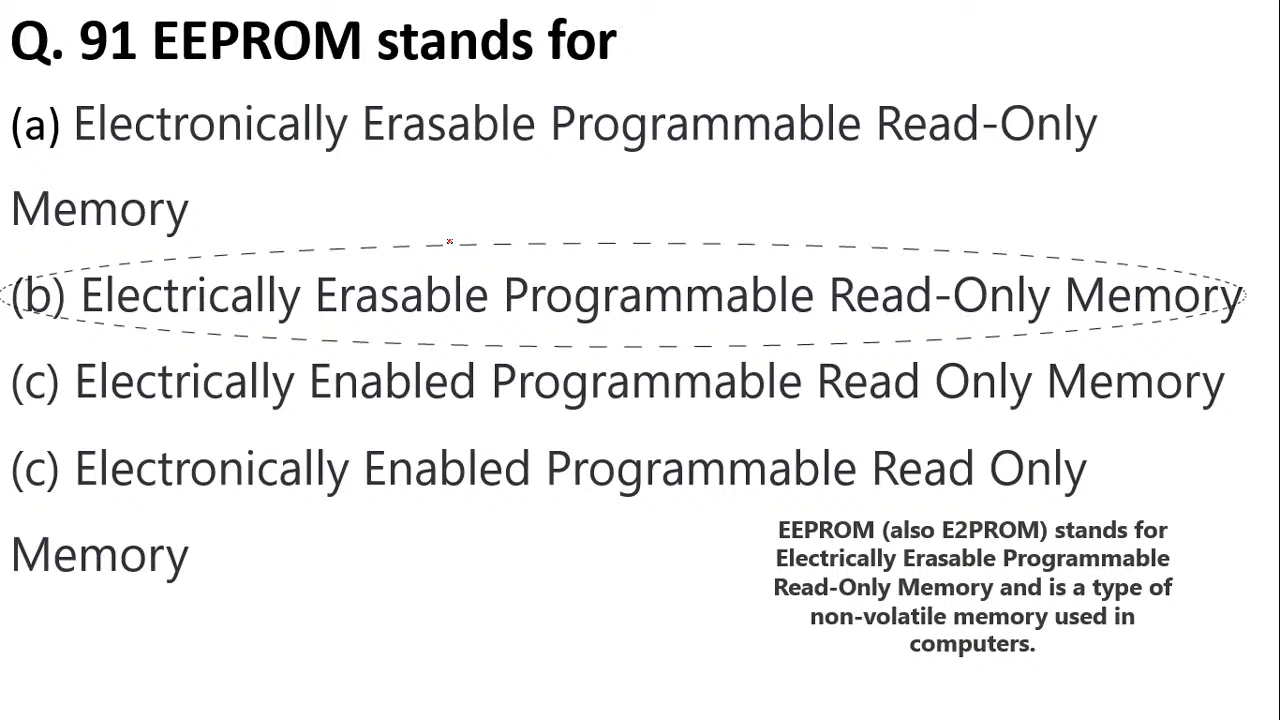 Q. 91 EEPROM stands for
(a) Electronically Erasable Programmable Read-Only
Memory
(b) Electrically Erasable Programmable Read-Only Memory
(c) Electrically Enabled Programmable Read Only Memory
(c) Electronically Enabled Programmable Read Only
Memory
EEPROM (also E2PROM) stands for
Electrically Erasable Programmable
Read-Only Memory and is a type of
non-volatile memory used in
computers.